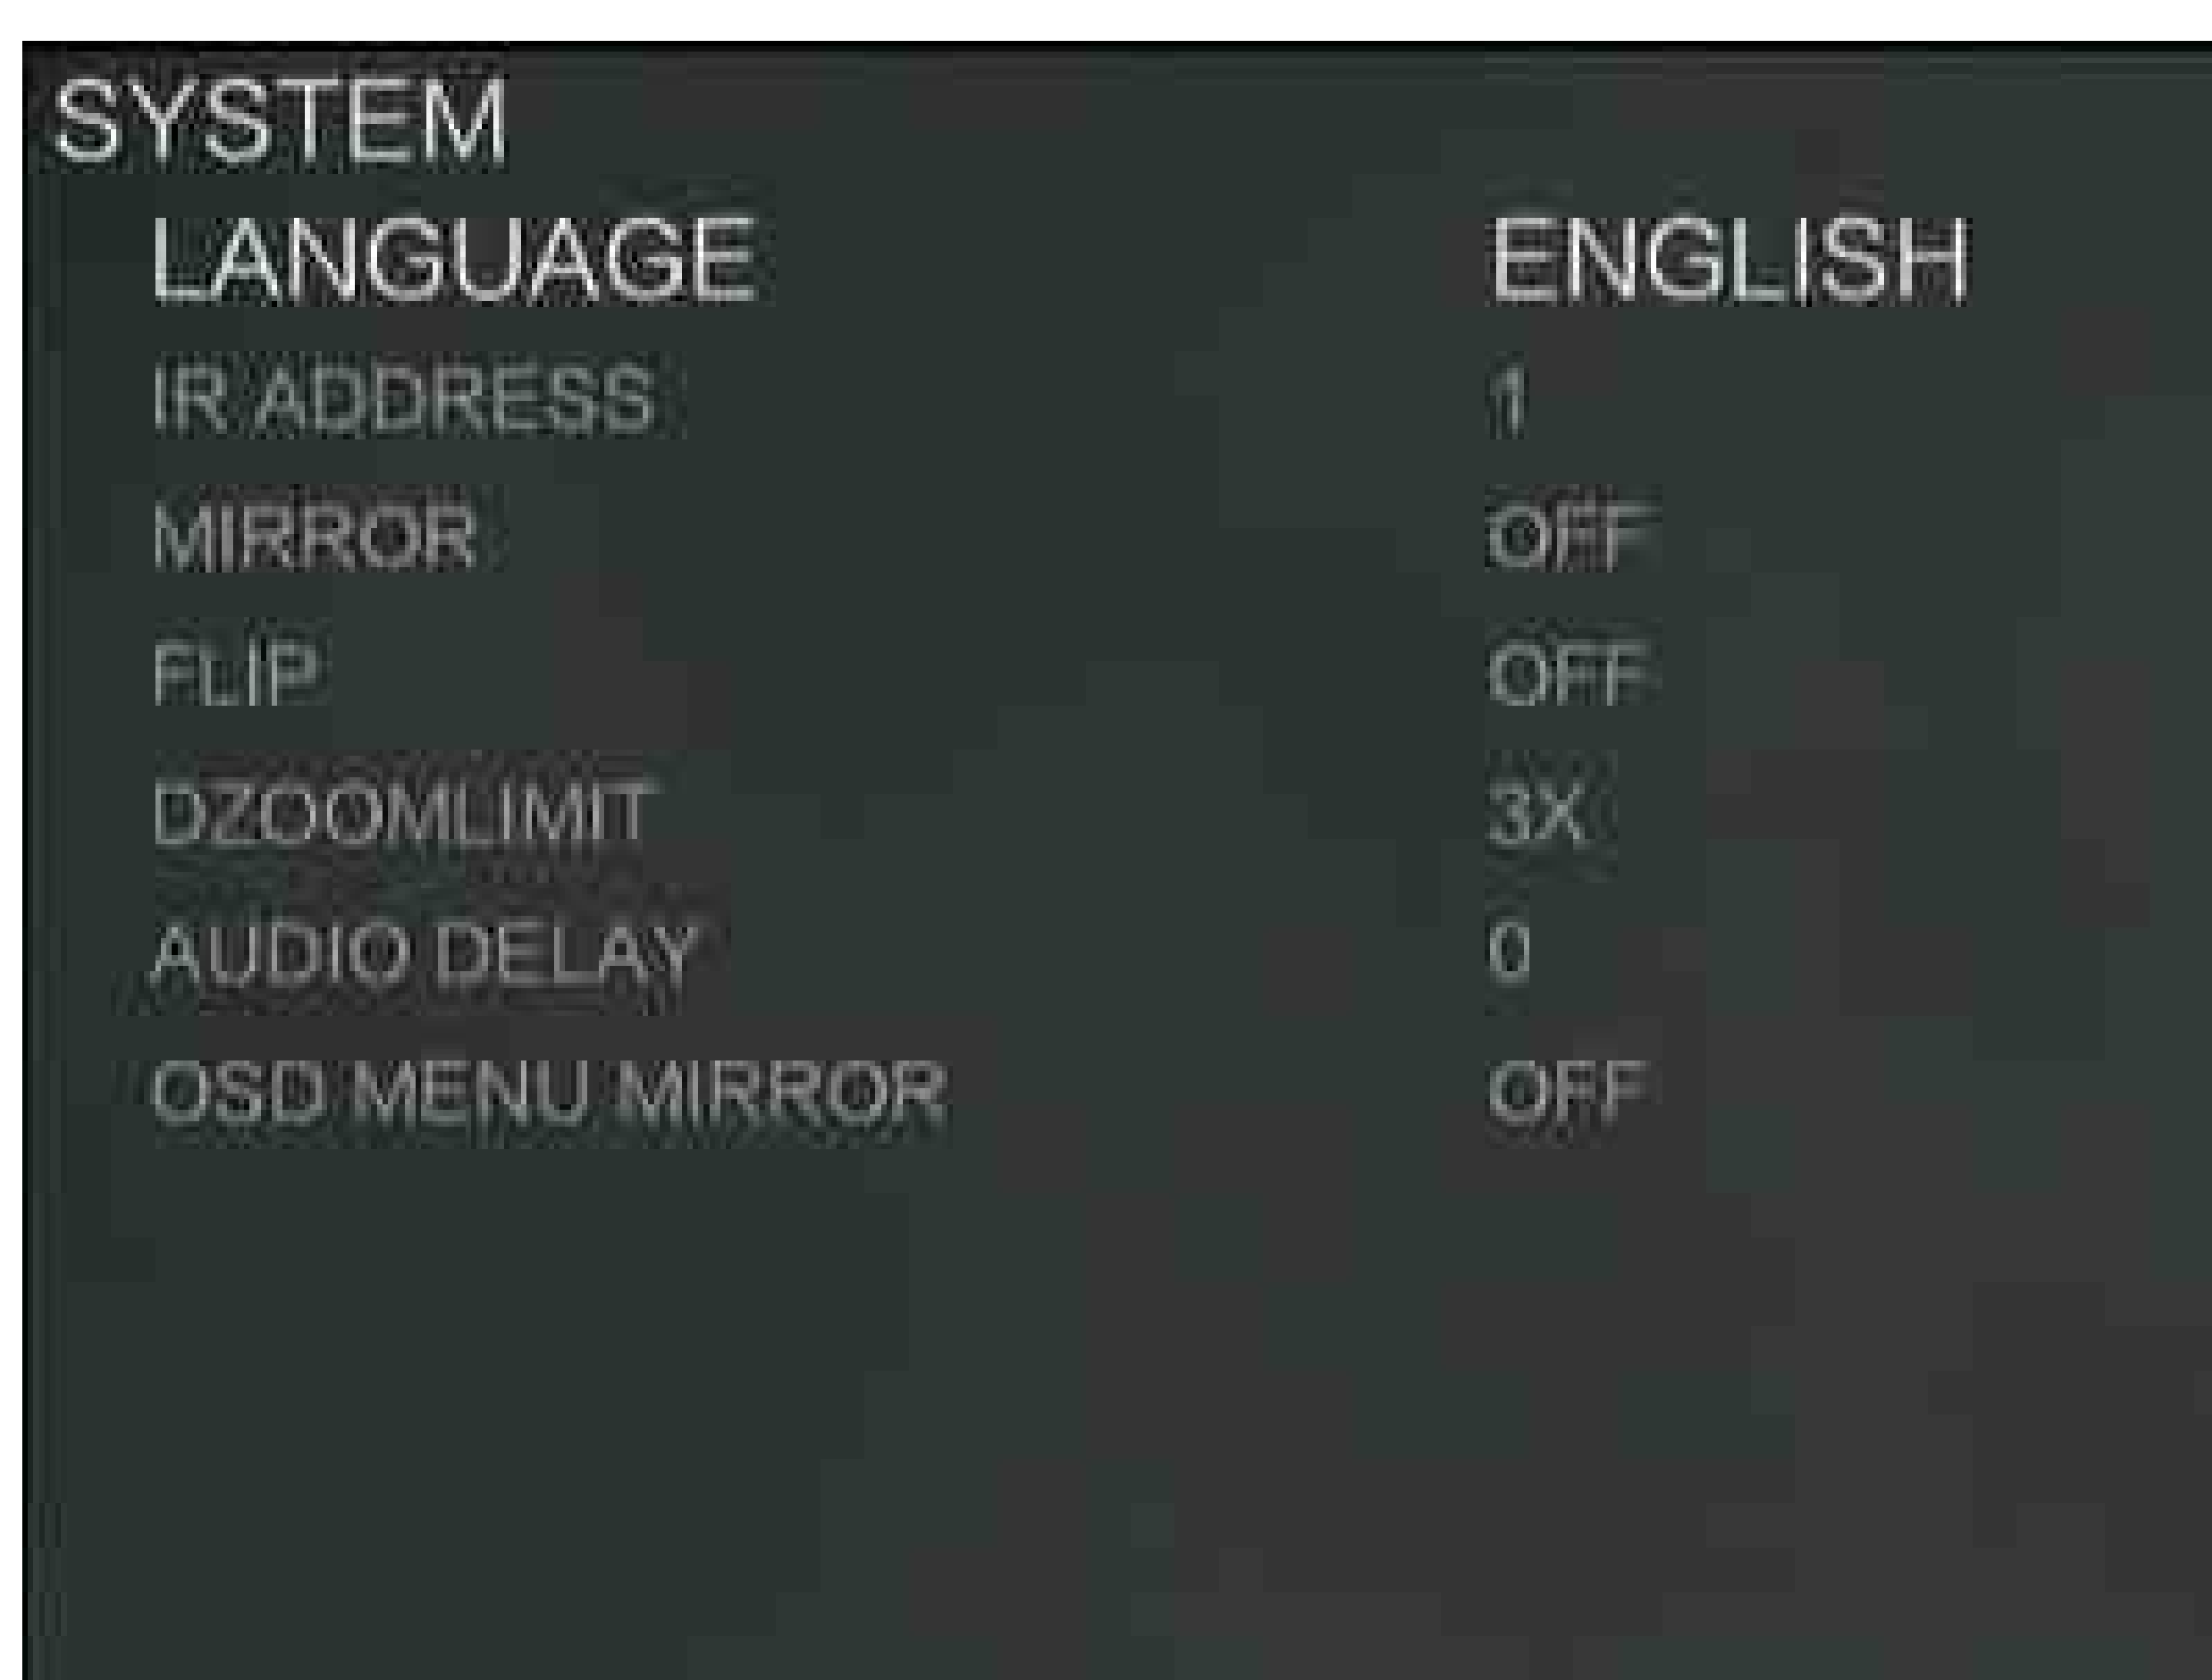 SYSTEM
LANGUAGE ENGLISH
IR ADDRESS 1
MIRROR OFF
FLIP OFF
DZOOMLIMIT 3X
AUDIO DELAY 0
OSD MENU MIRROR OFF